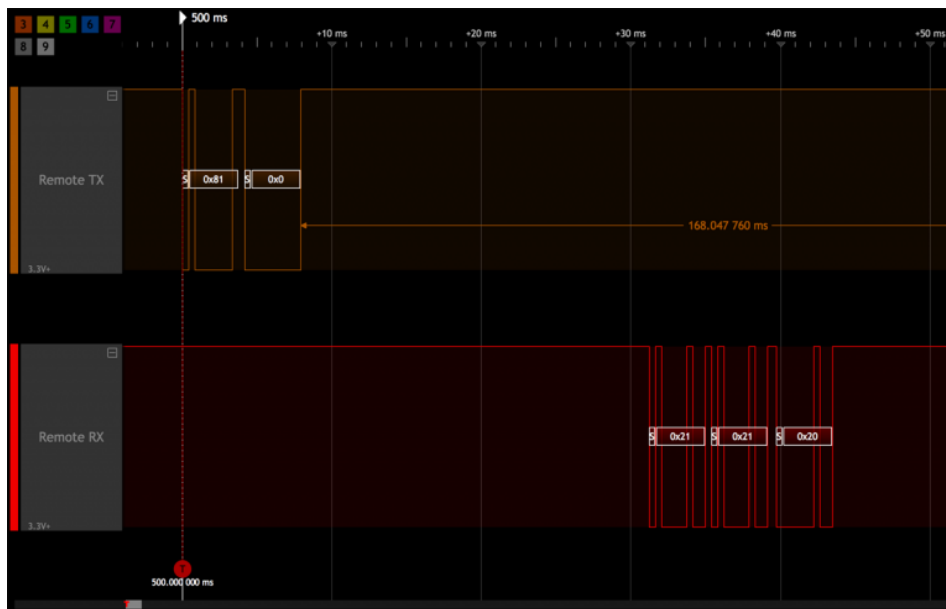 3 4 5 6 7
8 9
500 ms
+10 ms +20 ms +30 ms +40 ms +50 ms
Remote TX
S 0x81 S 0x0
168.047 760 ms
3.3V+
Remote RX
S 0x21 S 0x21 S 0x20
3.3V+
T
500.000 000 ms